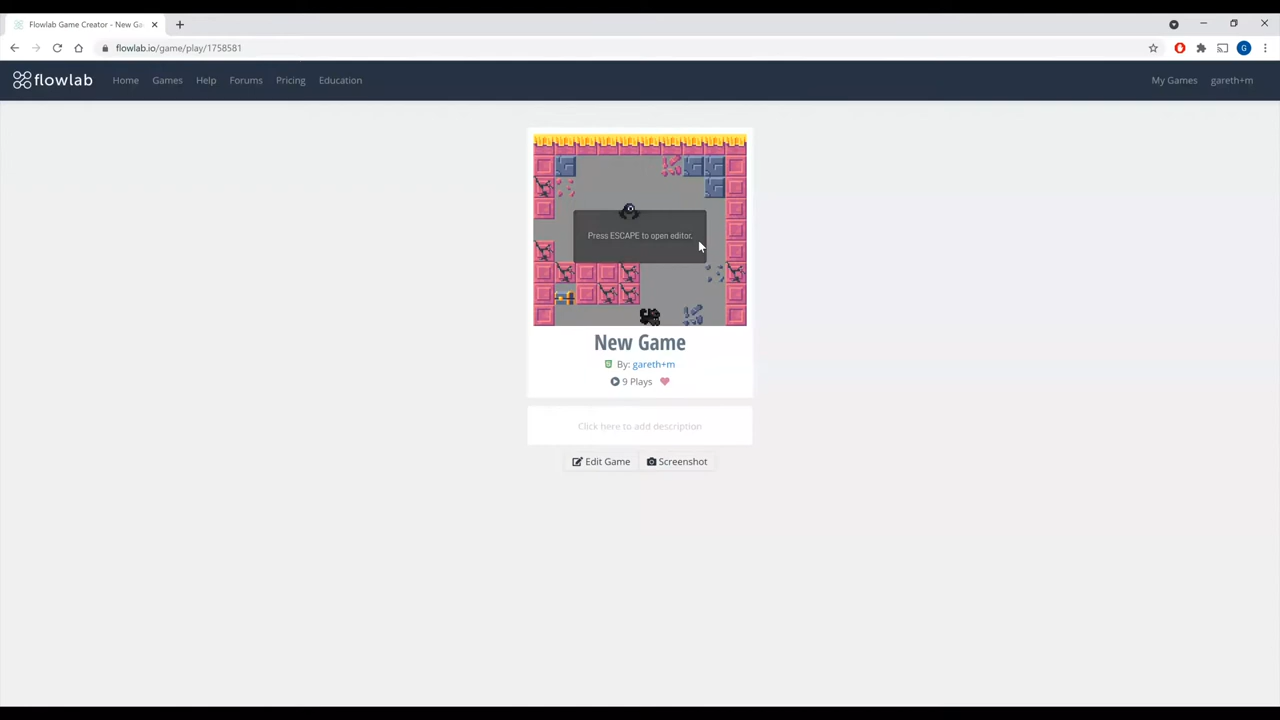 Flowlab Game Creator - New Ga
flowlab.io/game/play/1758581
G
flowlab
Home
Games
Help
Forums
Pricing
Education
My Games
gareth+m
Press ESCAPE to open editor.
New Game
By: gareth+m
9 Plays
Click here to add description
Edit Game
Screenshot